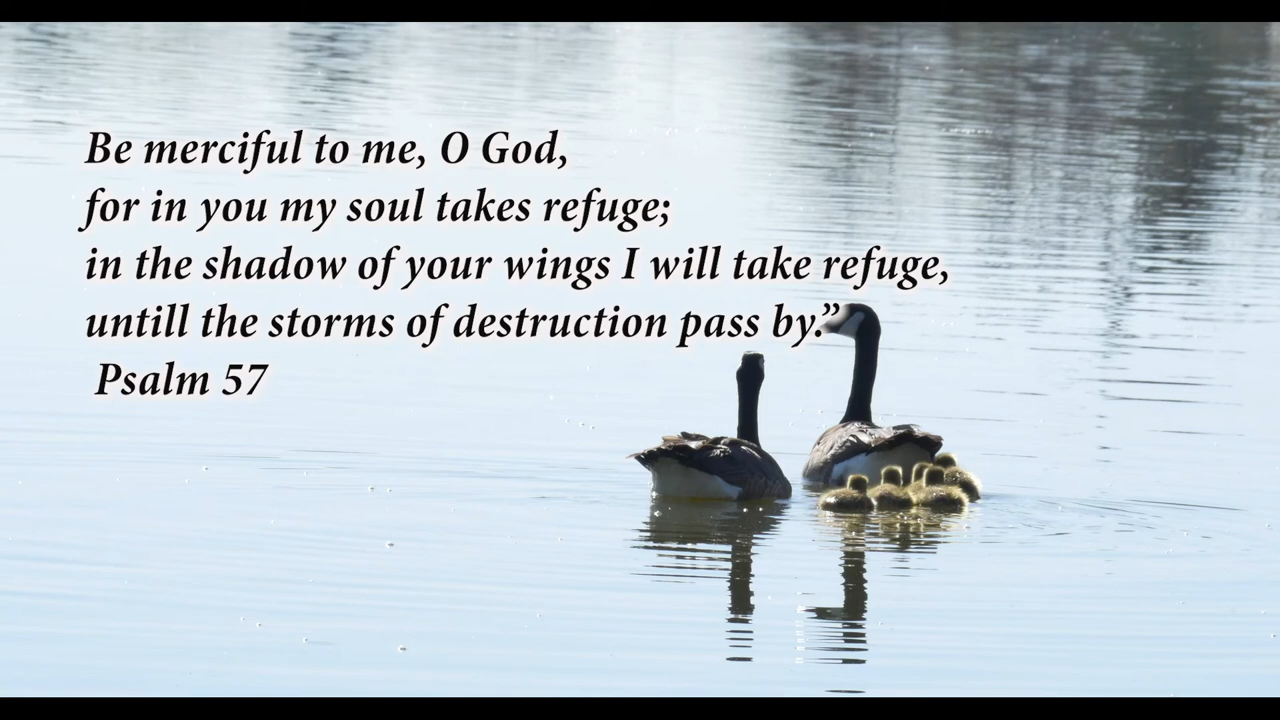 Be merciful to me, O God,
for in you my soul takes refuge;
in the shadow of your wings I will take refuge,
untill the storms of destruction pass by.”
Psalm 57